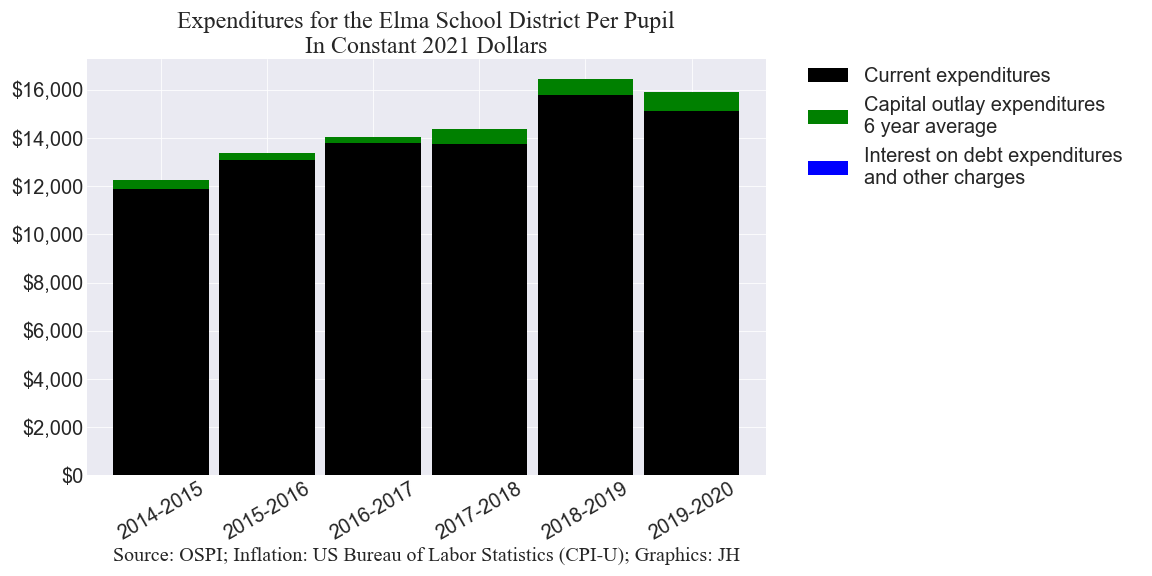 Expenditures for the Elma School District Per Pupil
In Constant 2021 Dollars
$16,000
$14,000
$12,000
$10,000
$8,000
$6,000
$4,000
$2,000
$0
2014-2015
2015-2016
2016-2017
2017-2018
2018-2019
2019-2020
Current expenditures
Capital outlay expenditures
6 year average
Interest on debt expenditures
and other charges
Source: OSPI; Inflation: US Bureau of Labor Statistics (CPI-U); Graphics: JH